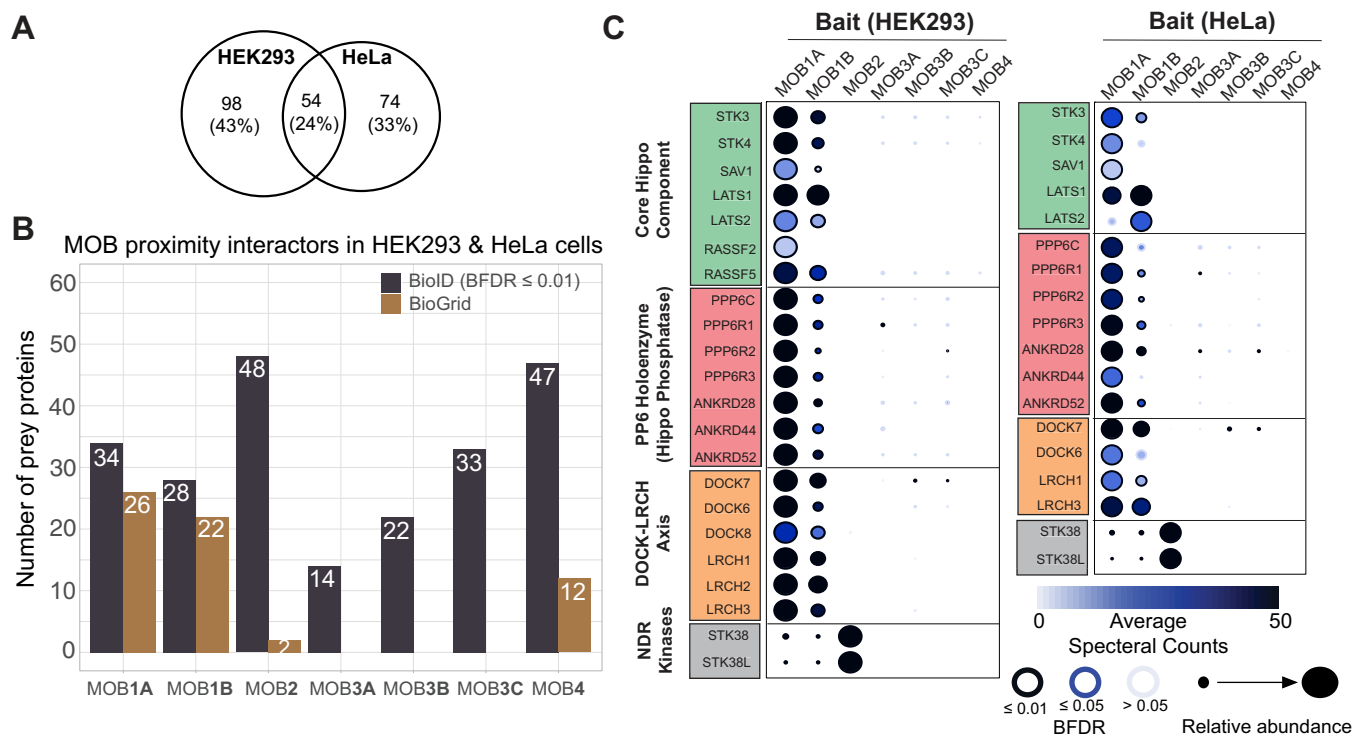 A
HEK293
HeLa
98
(43%)
54
(24%)
74
(33%)
B
MOB proximity interactors in HEK293 & HeLa cells
BioID (BFDR ≤ 0.01)
BioGrid
Number of prey proteins
60
50
40
30
20
10
0
34
26
28
22
48
2
14
22
33
47
12
MOB1A
MOB1B
MOB2
MOB3A
MOB3B
MOB3C
MOB4
C
Bait (HEK293)
MOB1A
MOB1B
MOB2
MOB3A
MOB3B
MOB3C
MOB4
Core Hippo
Component
STK3
STK4
SAV1
LATS1
LATS2
RASSF2
RASSF5
PP6 Holoenzyme
(Hippo Phosphatase)
PPP6C
PPP6R1
PPP6R2
PPP6R3
ANKRD28
ANKRD44
ANKRD52
DOCK-LRCH
Axis
DOCK7
DOCK6
DOCK8
LRCH1
LRCH2
LRCH3
NDR
Kinases
STK38
STK38L
Bait (HeLa)
MOB1A
MOB1B
MOB2
MOB3A
MOB3B
MOB3C
MOB4
STK3
STK4
SAV1
LATS1
LATS2
PPP6C
PPP6R1
PPP6R2
PPP6R3
ANKRD28
ANKRD44
ANKRD52
DOCK7
DOCK6
LRCH1
LRCH3
STK38
STK38L
0
Average
50
Specteral Counts
≤ 0.01
≤ 0.05
> 0.05
BFDR
Relative abundance